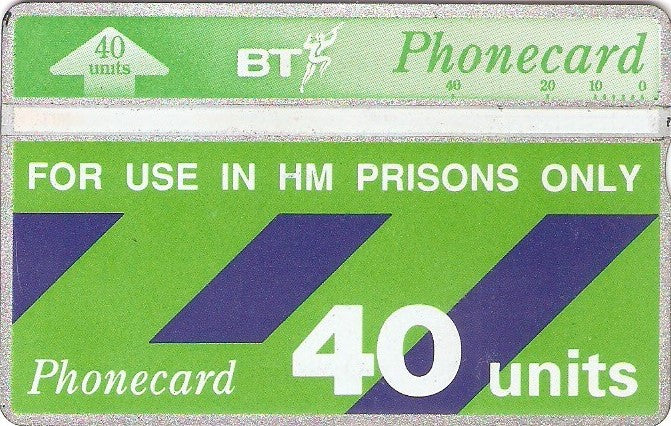 40
units
BT
Phonecard
40 20 10 0
FOR USE IN HM PRISONS ONLY
Phonecard
40 units